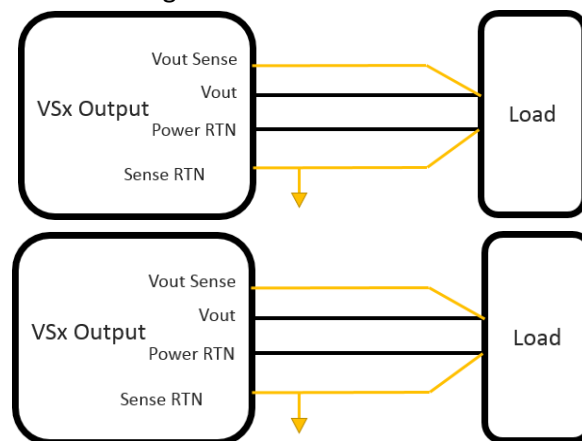 Vout Sense
Vout
VSx Output
Power RTN
Sense RTN
Load
Vout Sense
Vout
VSx Output
Power RTN
Sense RTN
Load